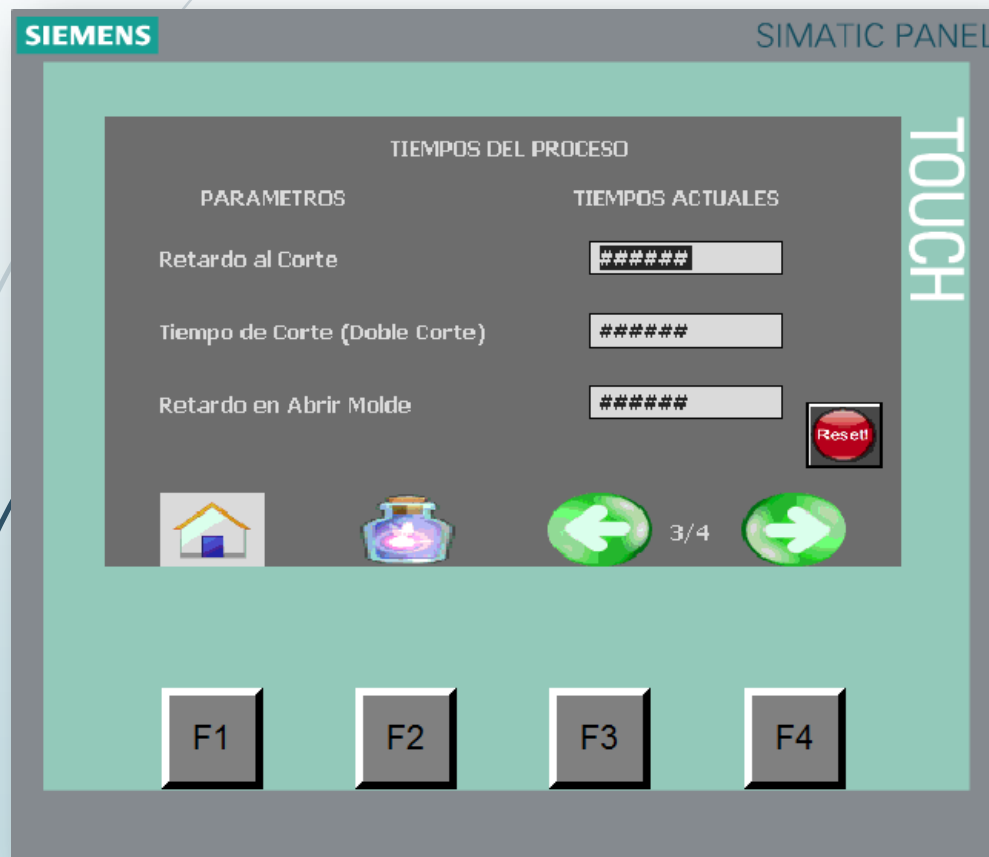 SIEMENS
SIMATIC PANEL
TOUCH
TIEMPOS DEL PROCESO
PARAMETROS TIEMPOS ACTUALES
Retardo al Corte ######
Tiempo de Corte (Doble Corte) ######
Retardo en Abrir Molde ######
Reset!
3/4
F1 F2 F3 F4